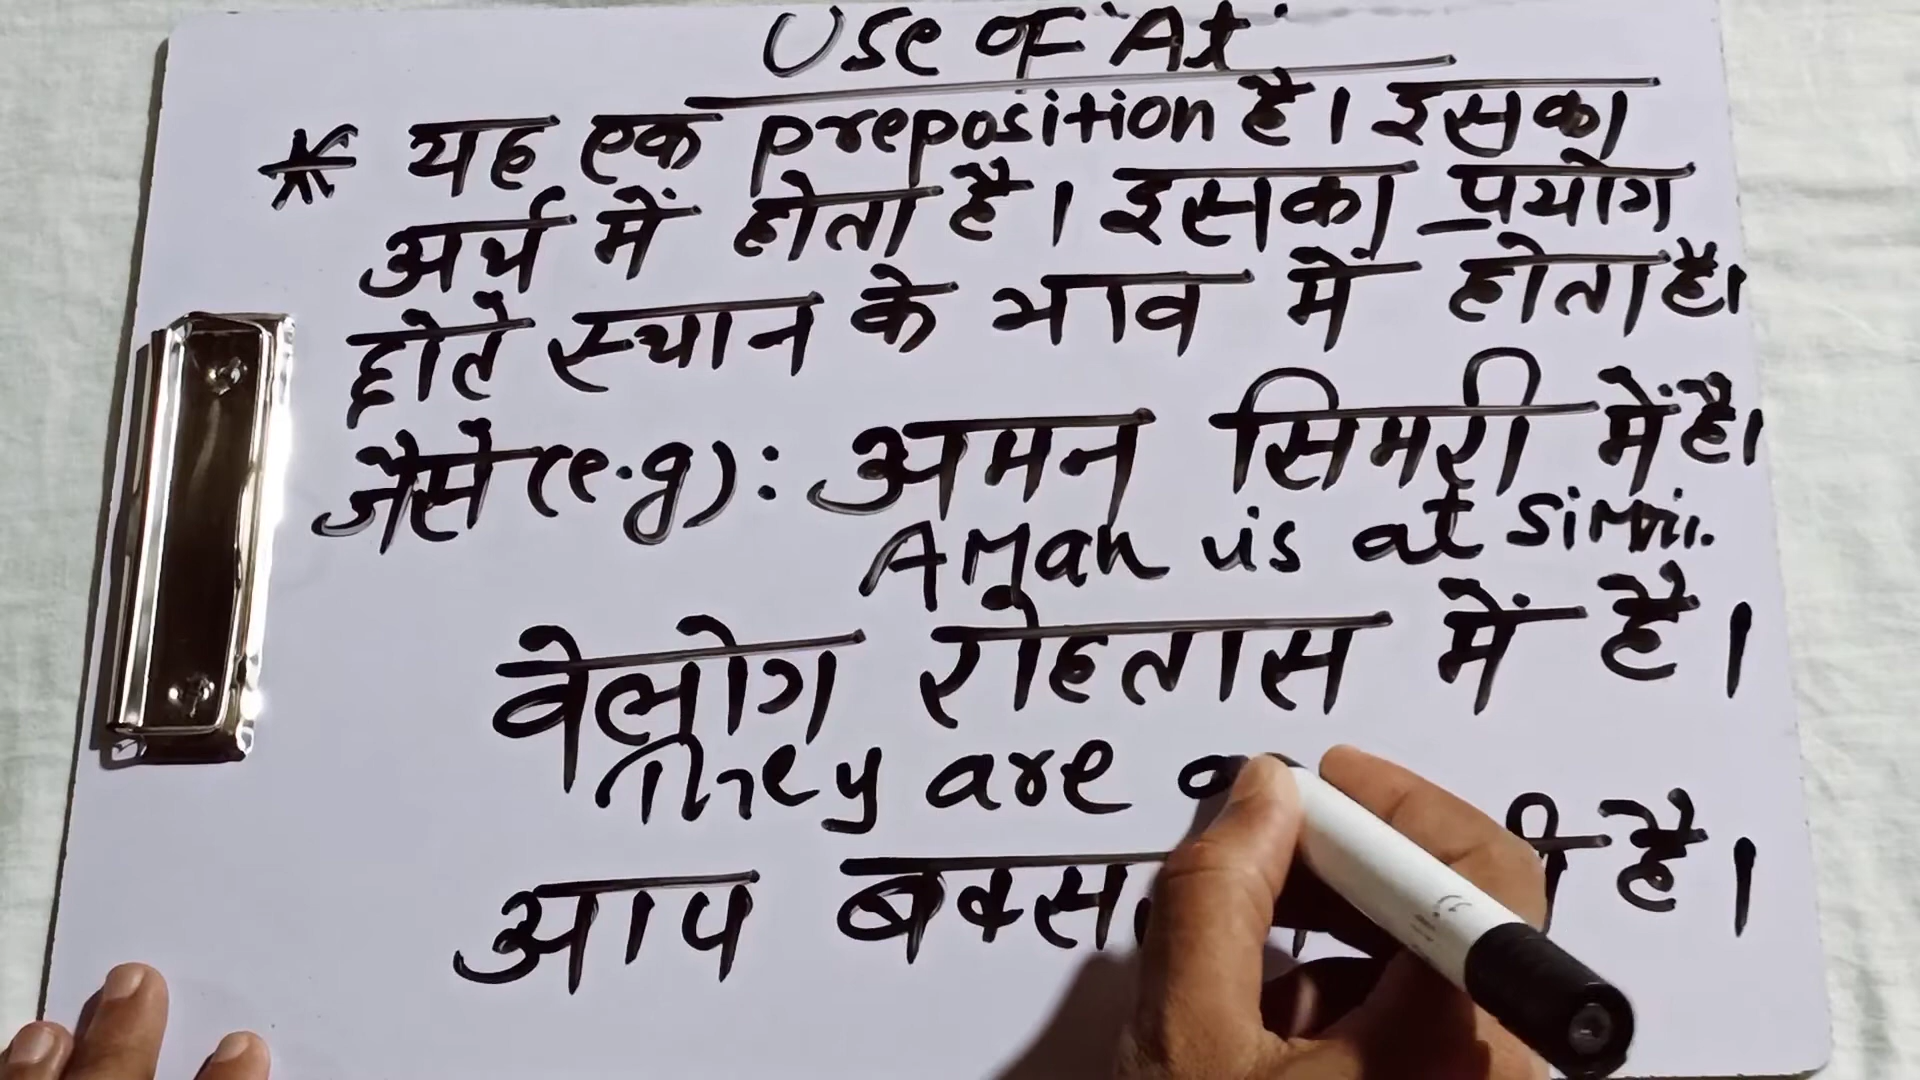 Use of 'At'
* यह एक preposition है। इसका
अर्थ में होता है। इसका प्रयोग
होते स्थान के भाव में होता है।
जैसे (e.g): अमन सिमरी में है।
Aman is at Simri.
वेलोग रोहतास में है।
They are
आप है।